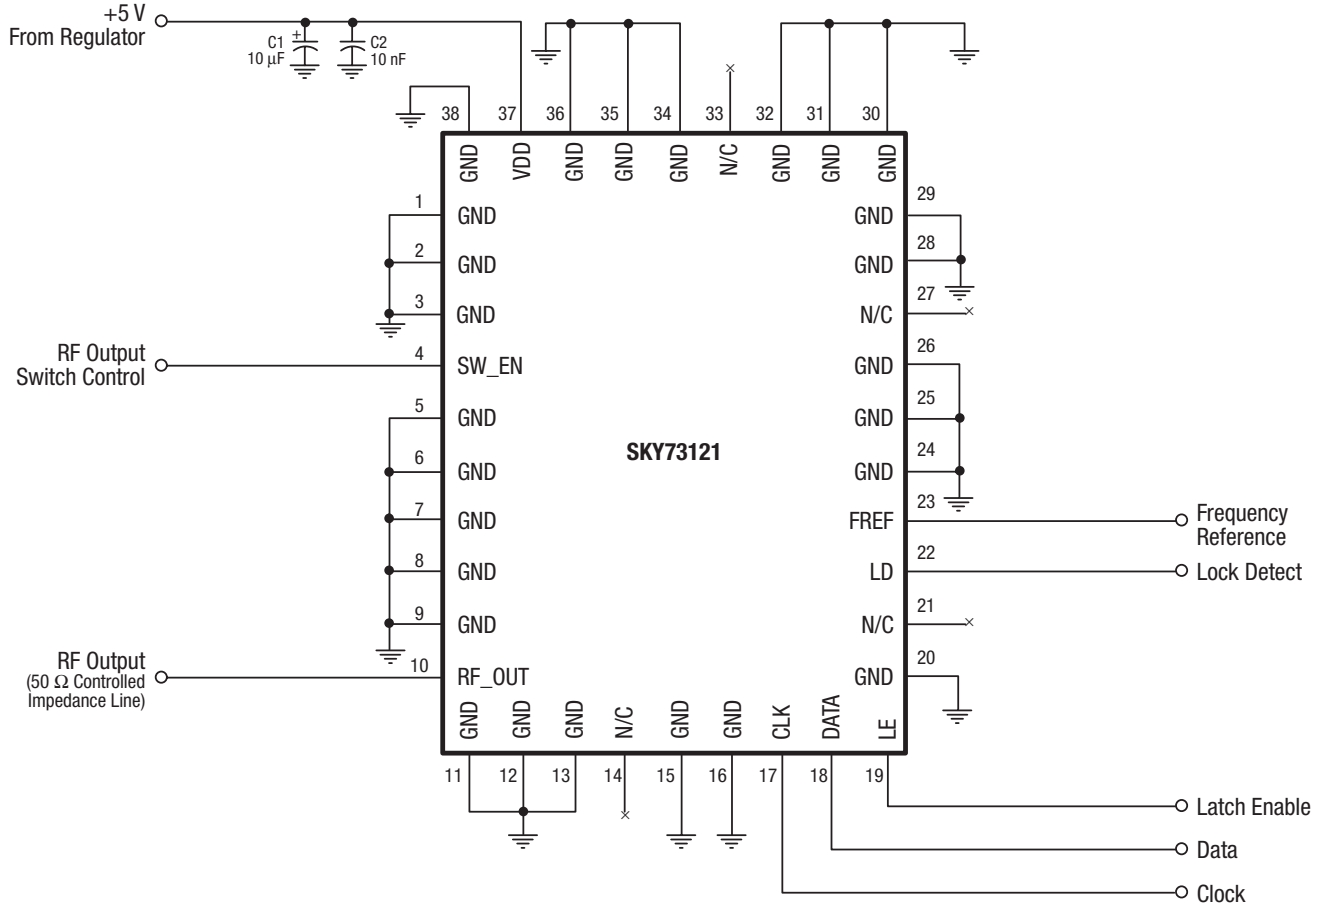 +5 V
From Regulator
C1
+
10 μF
C2
10 nF
38
37
36
35
34
33
32
31
30
GND
VDD
GND
GND
GND
N/C
GND
GND
GND
1
GND
2
GND
3
GND
RF Output
Switch Control
4
SW_EN
5
GND
6
GND
7
GND
8
GND
9
GND
RF Output
(50 Ω Controlled
Impedance Line)
10
RF_OUT
SKY73121
29
GND
28
GND
27
N/C
26
GND
25
GND
24
GND
23
FREF
Frequency
Reference
22
LD
Lock Detect
21
N/C
20
GND
GND
GND
GND
N/C
GND
GND
CLK
DATA
LE
11
12
13
14
15
16
17
18
19
Latch Enable
Data
Clock